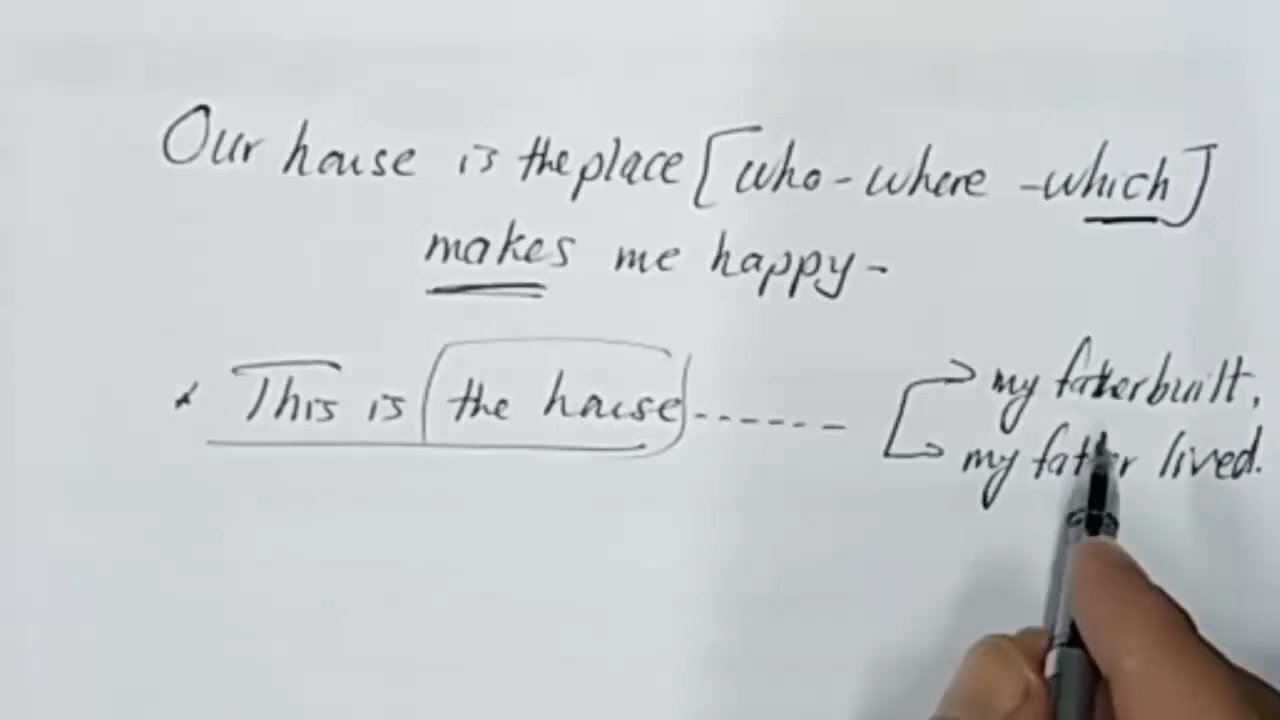 Our house is the place [who - where - which]
makes me happy -
This is the house ------ my father built,
my father lived.